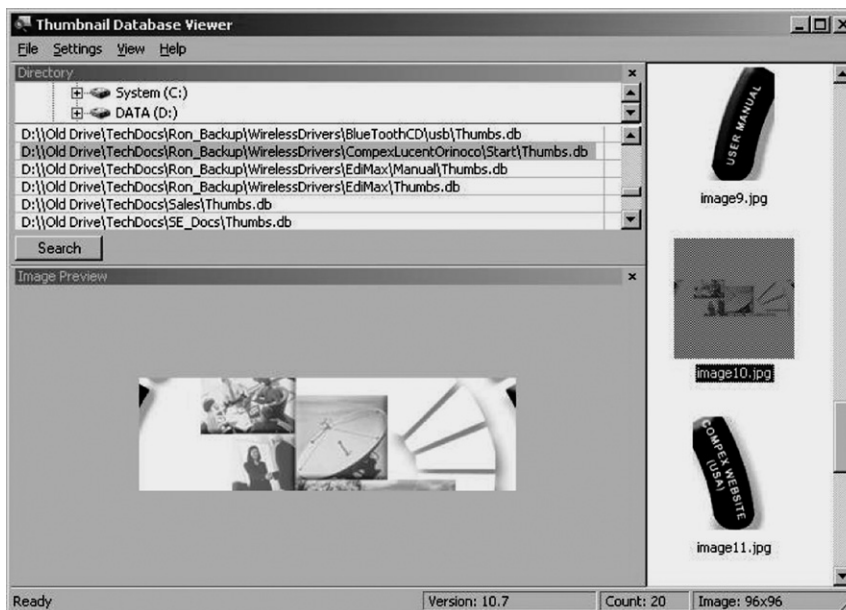 Thumbnail Database Viewer
File Settings View Help
Directory
System (C:)
DATA (D:)
D:\\Old Drive\TechDocs\Ron_Backup\WirelessDrivers\BlueToothCD\usb\Thumbs.db
D:\\Old Drive\TechDocs\Ron_Backup\WirelessDrivers\CompexLucentOrinoco\Start\Thumbs.db
D:\\Old Drive\TechDocs\Ron_Backup\WirelessDrivers\EdiMax\Manual\Thumbs.db
D:\\Old Drive\TechDocs\Ron_Backup\WirelessDrivers\EdiMax\Thumbs.db
D:\\Old Drive\TechDocs\Sales\Thumbs.db
D:\\Old Drive\TechDocs\SE_Docs\Thumbs.db
Search
Image Preview
USER MANUAL
image9.jpg
image10.jpg
COMPEX WEBSITE
(USA)
image11.jpg
Ready
Version: 10.7
Count: 20
Image: 96x96